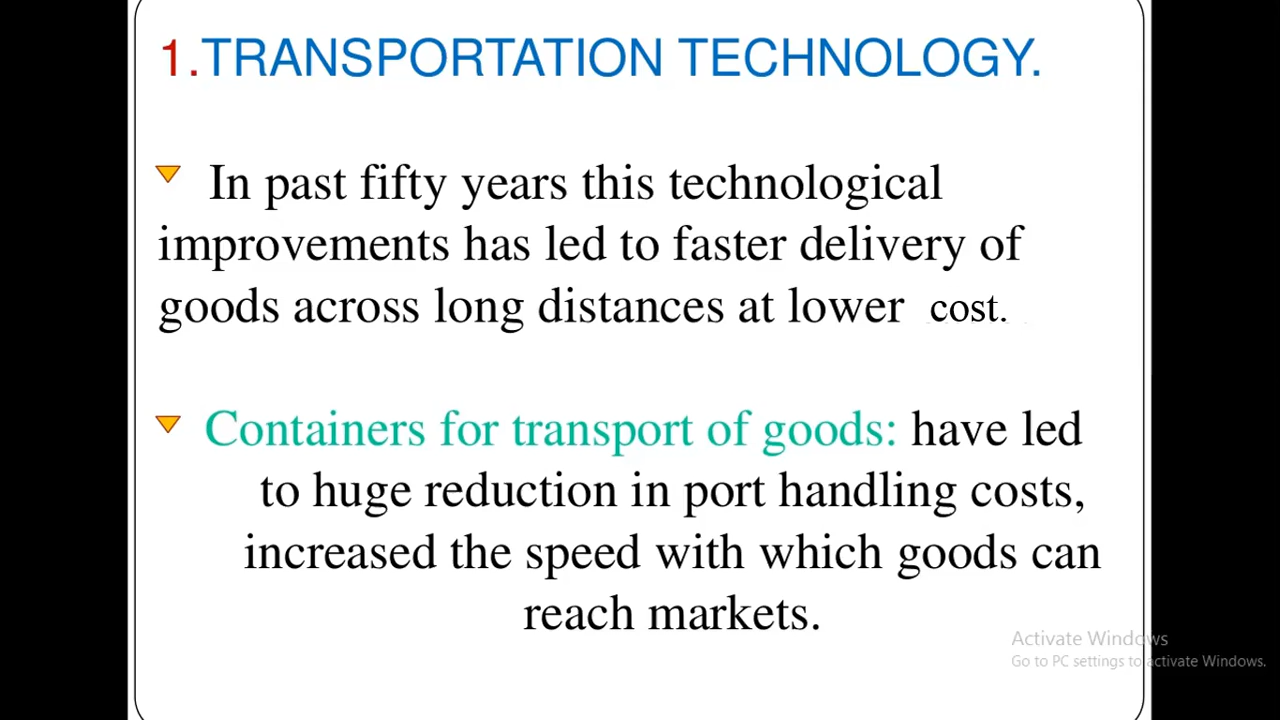 1.TRANSPORTATION TECHNOLOGY.
In past fifty years this technological
improvements has led to faster delivery of
goods across long distances at lower cost.
Containers for transport of goods: have led
to huge reduction in port handling costs,
increased the speed with which goods can
reach markets.
Activate Windows
Go to PC settings to activate Windows.